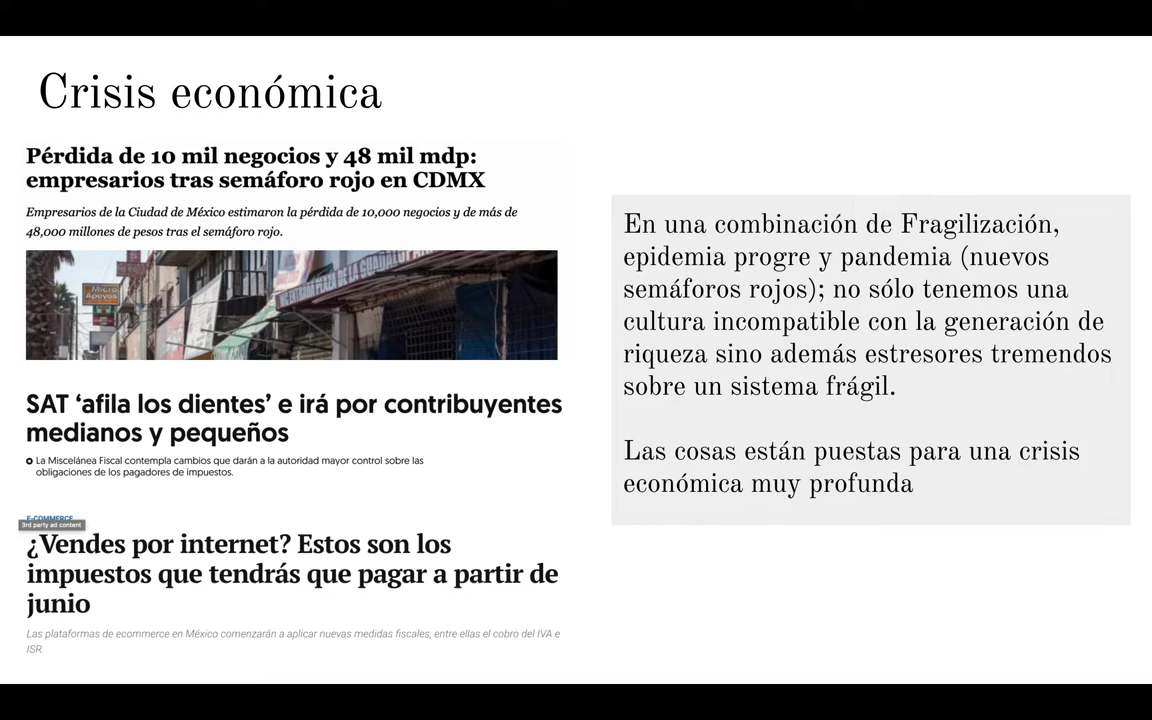 Crisis económica
Pérdida de 10 mil negocios y 48 mil mdp:
empresarios tras semáforo rojo en CDMX
Empresarios de la Ciudad de México estimaron la pérdida de 10,000 negocios y de más de
48,000 millones de pesos tras el semáforo rojo.
Micro
Apoyos
PLAZA DE LA
SAT ‘afila los dientes’ e irá por contribuyentes
medianos y pequeños
La Miscelánea Fiscal contempla cambios que darán a la autoridad mayor control sobre las
obligaciones de los pagadores de impuestos.
E-COMMERCE
3rd party ad content
¿Vendes por internet? Estos son los
impuestos que tendrás que pagar a partir de
junio
Las plataformas de ecommerce en México comenzarán a aplicar nuevas medidas fiscales, entre ellas el cobro del IVA e
ISR.
En una combinación de Fragilización,
epidemia progre y pandemia (nuevos
semáforos rojos); no sólo tenemos una
cultura incompatible con la generación de
riqueza sino además estresores tremendos
sobre un sistema frágil.
Las cosas están puestas para una crisis
económica muy profunda